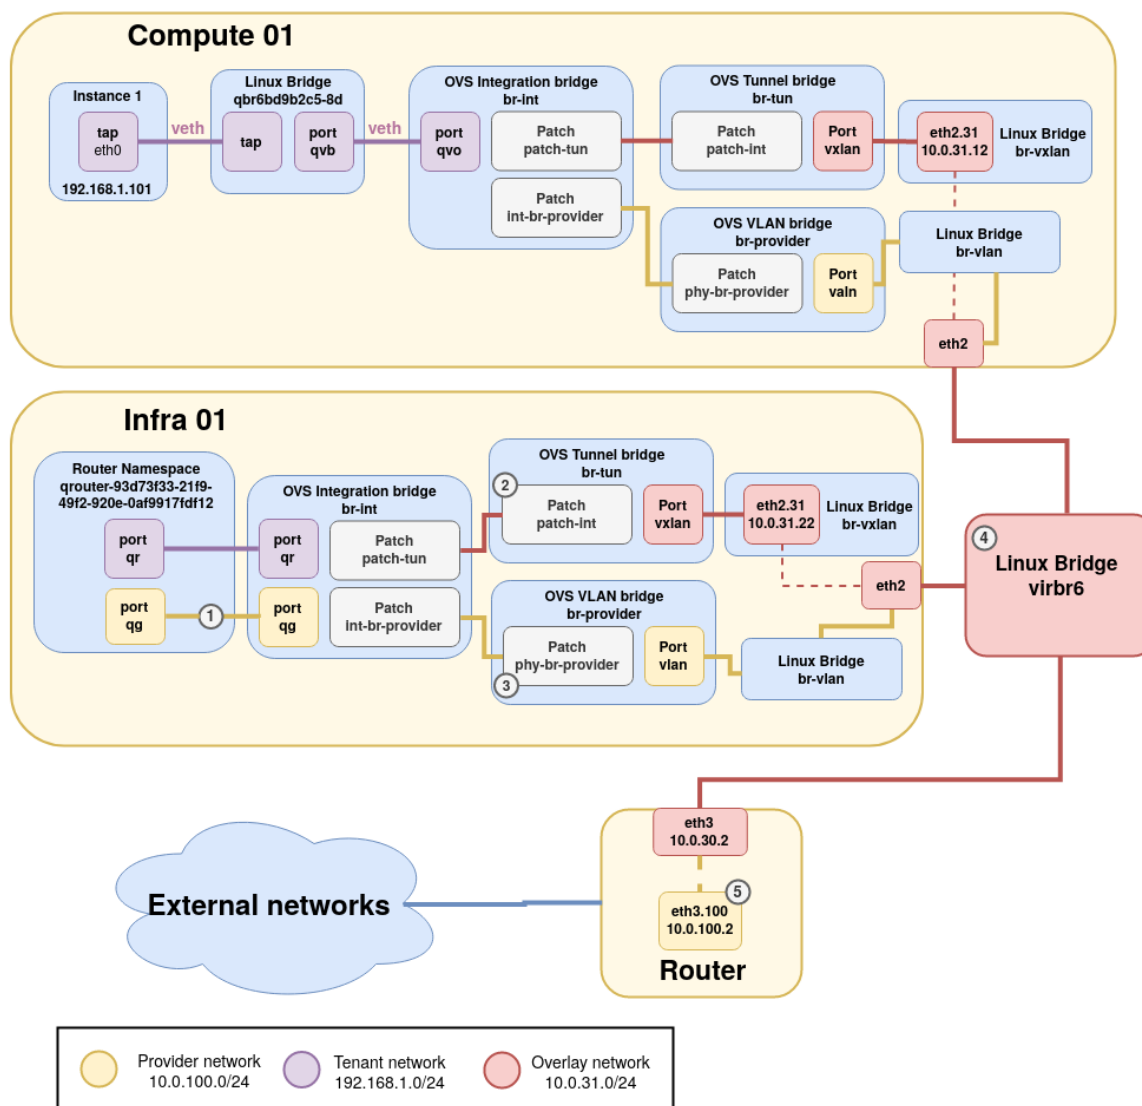 Compute 01
Instance 1
tap
eth0
192.168.1.101
veth
Linux Bridge
qbr6bd9b2c5-8d
tap
port
qvb
veth
OVS Integration bridge
br-int
port
qvo
Patch
patch-tun
Patch
int-br-provider
OVS Tunnel bridge
br-tun
Patch
patch-int
Port
vxlan
eth2.31
10.0.31.12
Linux Bridge
br-vxlan
OVS VLAN bridge
br-provider
Patch
phy-br-provider
Port
valn
Linux Bridge
br-vlan
eth2
Infra 01
Router Namespace
qrouter-93d73f33-21f9-
49f2-920e-0af9917fdf12
port
qr
port
qg
1
OVS Integration bridge
br-int
port
qr
Patch
patch-tun
port
qg
Patch
int-br-provider
OVS Tunnel bridge
br-tun
2
Patch
patch-int
Port
vxlan
eth2.31
10.0.31.22
Linux Bridge
br-vxlan
eth2
OVS VLAN bridge
br-provider
Patch
phy-br-provider
3
Port
vlan
Linux Bridge
br-vlan
4
Linux Bridge
virbr6
eth3
10.0.30.2
5
eth3.100
10.0.100.2
Router
External networks
Provider network
10.0.100.0/24
Tenant network
192.168.1.0/24
Overlay network
10.0.31.0/24